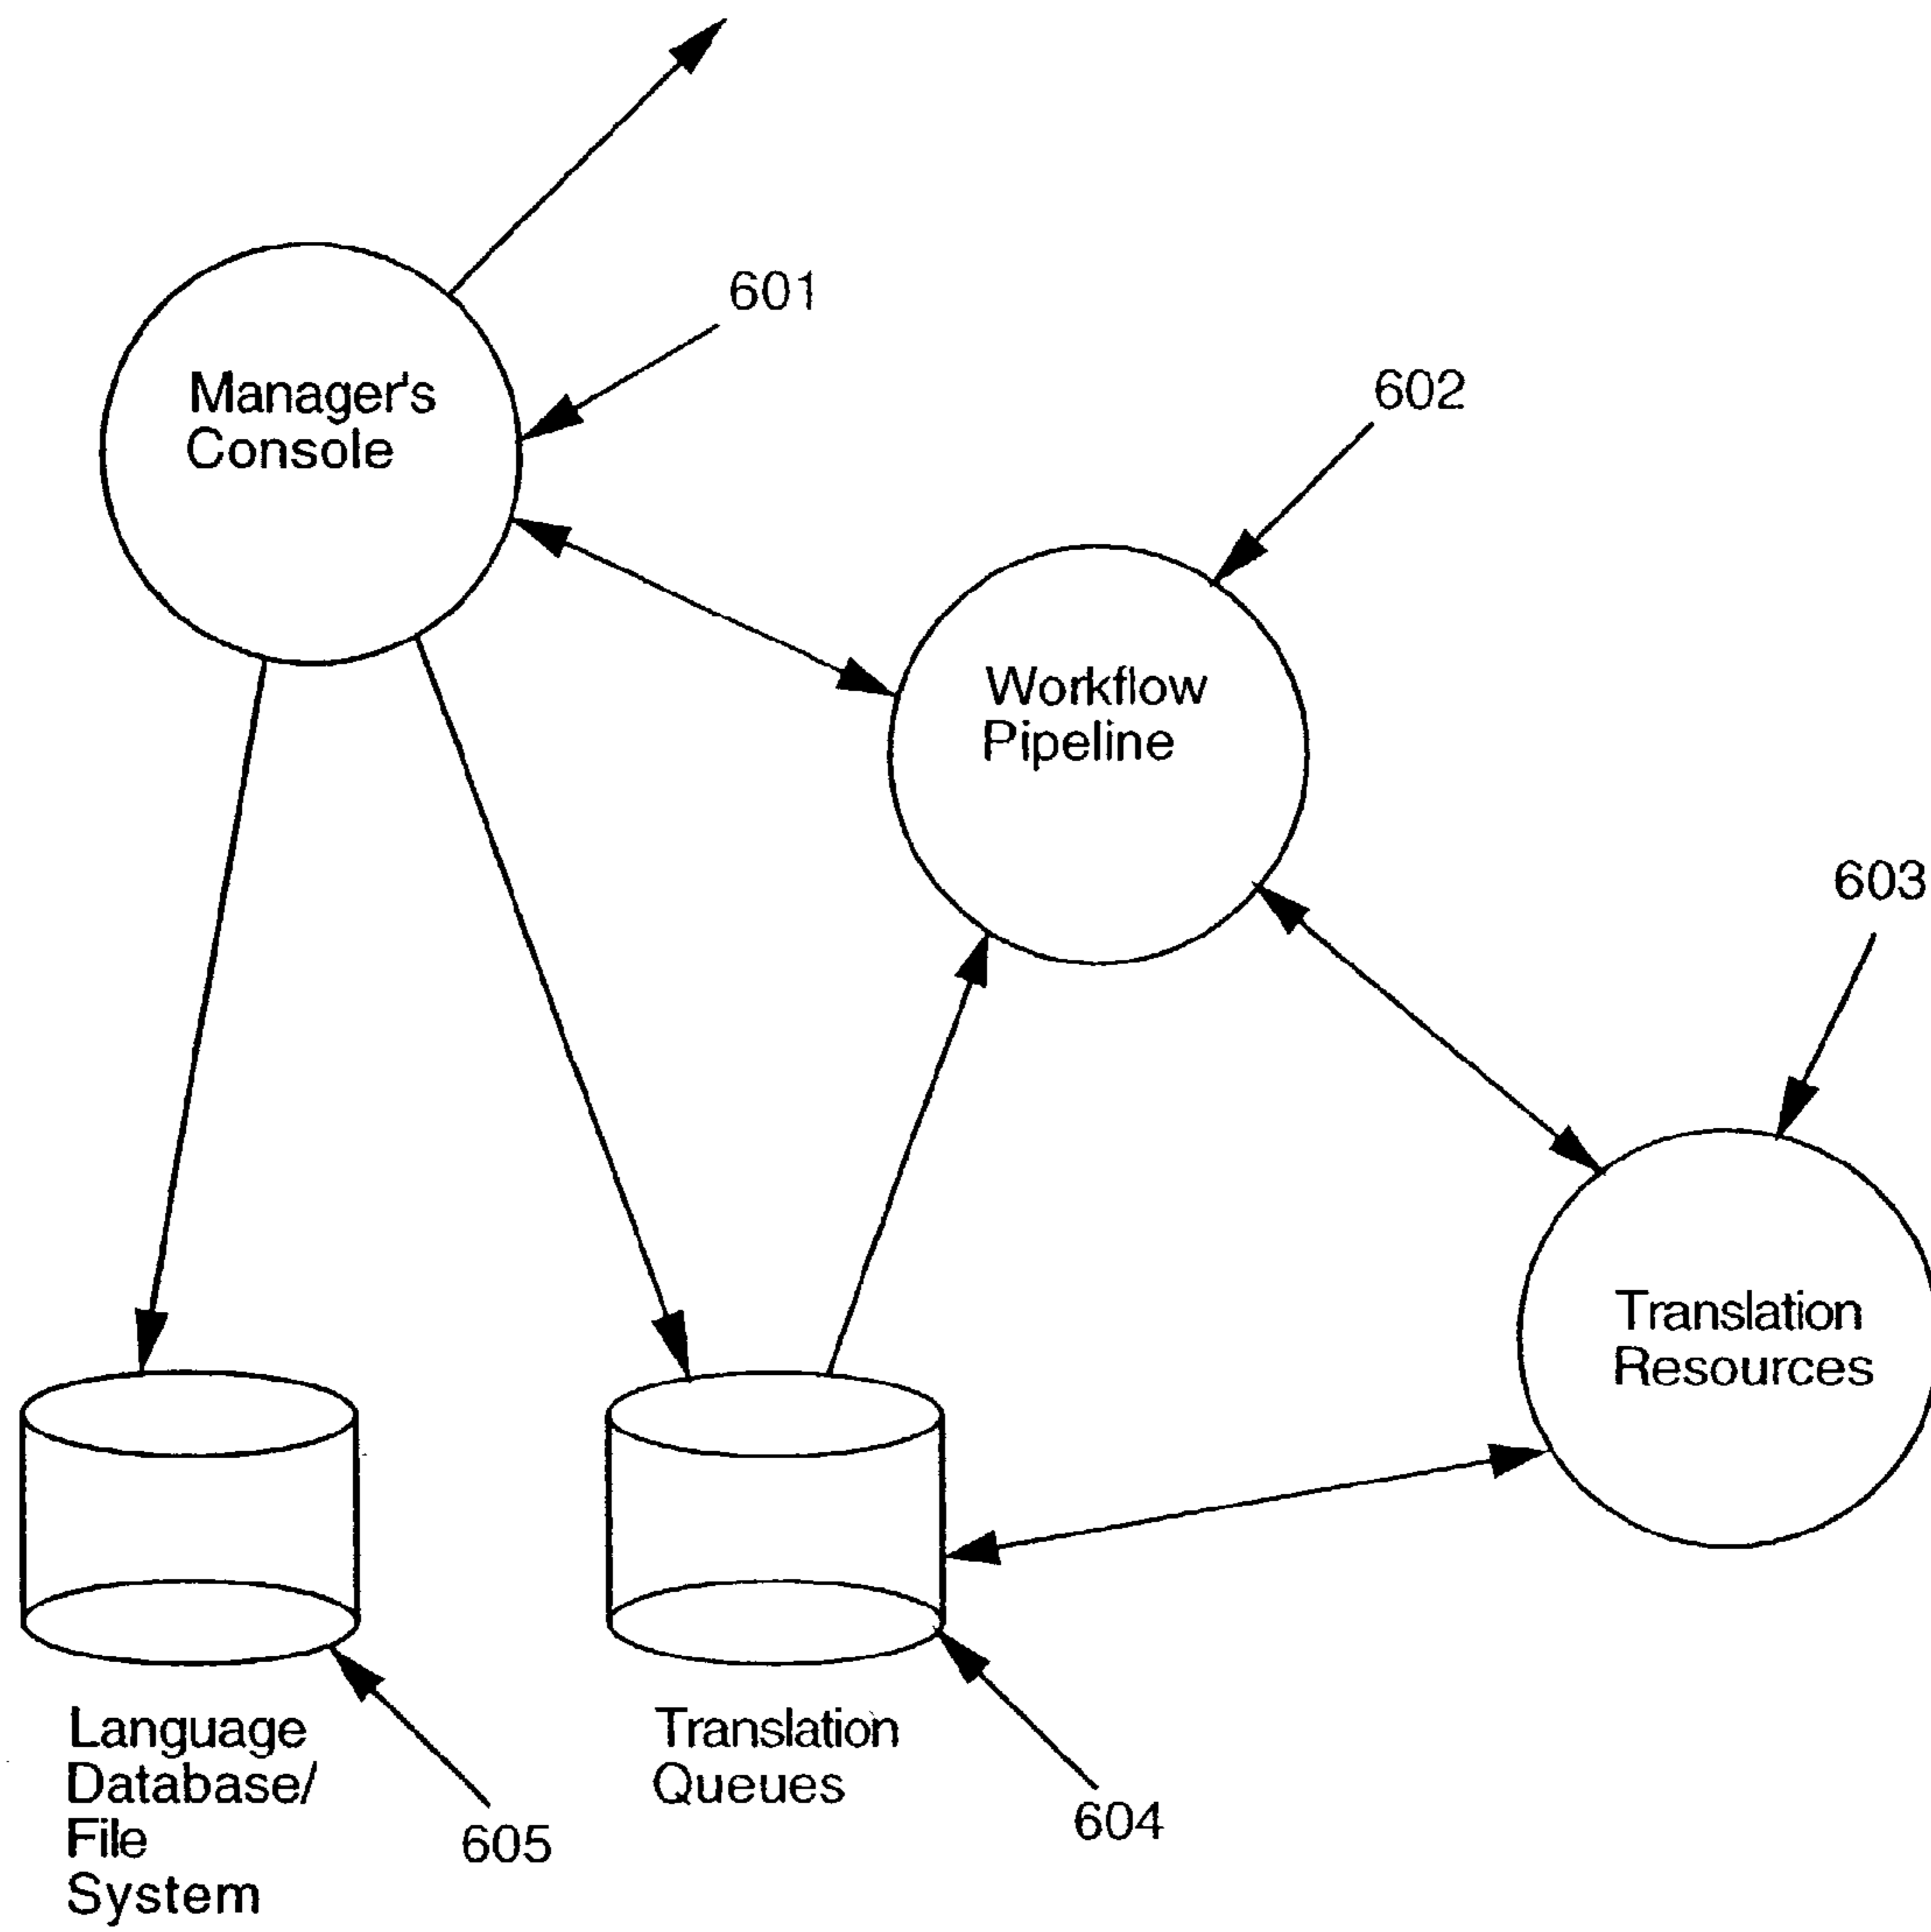 601
Manager's
Console
602
Workflow
Pipeline
603
Translation
Resources
Language
Database/
File
System
605
Translation
Queues
604